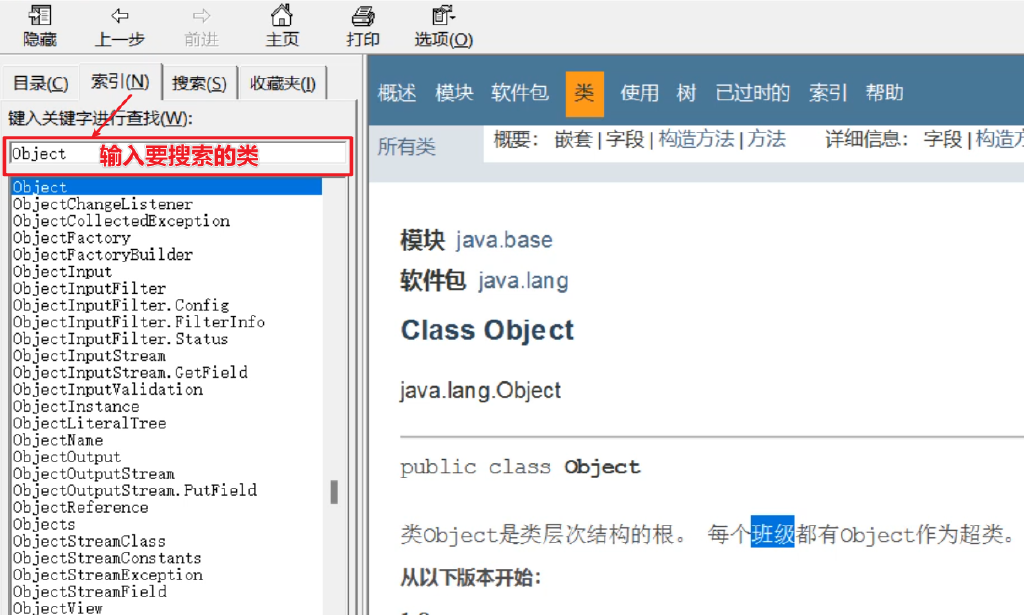 隐藏 上一步 前进 主页 打印 选项(O)
目录(C) 索引(N) 搜索(S) 收藏夹(I)
键入关键字进行查找(W):
Object 输入要搜索的类
Object
ObjectChangeListener
ObjectCollectedException
ObjectFactory
ObjectFactoryBuilder
ObjectInput
ObjectInputFilter
ObjectInputFilter.Config
ObjectInputFilter.FilterInfo
ObjectInputFilter.Status
ObjectInputStream
ObjectInputStream.GetField
ObjectInputValidation
ObjectInstance
ObjectLiteralTree
ObjectName
ObjectOutput
ObjectOutputStream
ObjectOutputStream.PutField
ObjectReference
Objects
ObjectStreamClass
ObjectStreamConstants
ObjectStreamException
ObjectStreamField
ObjectView
概述 模块 软件包 类 使用 树 已过时的 索引 帮助
所有类 概要： 嵌套 | 字段 | 构造方法 | 方法 详细信息： 字段 | 构造方
模块 java.base
软件包 java.lang
Class Object
java.lang.Object
public class Object
类Object是类层次结构的根。 每个班级都有Object作为超类。
从以下版本开始：